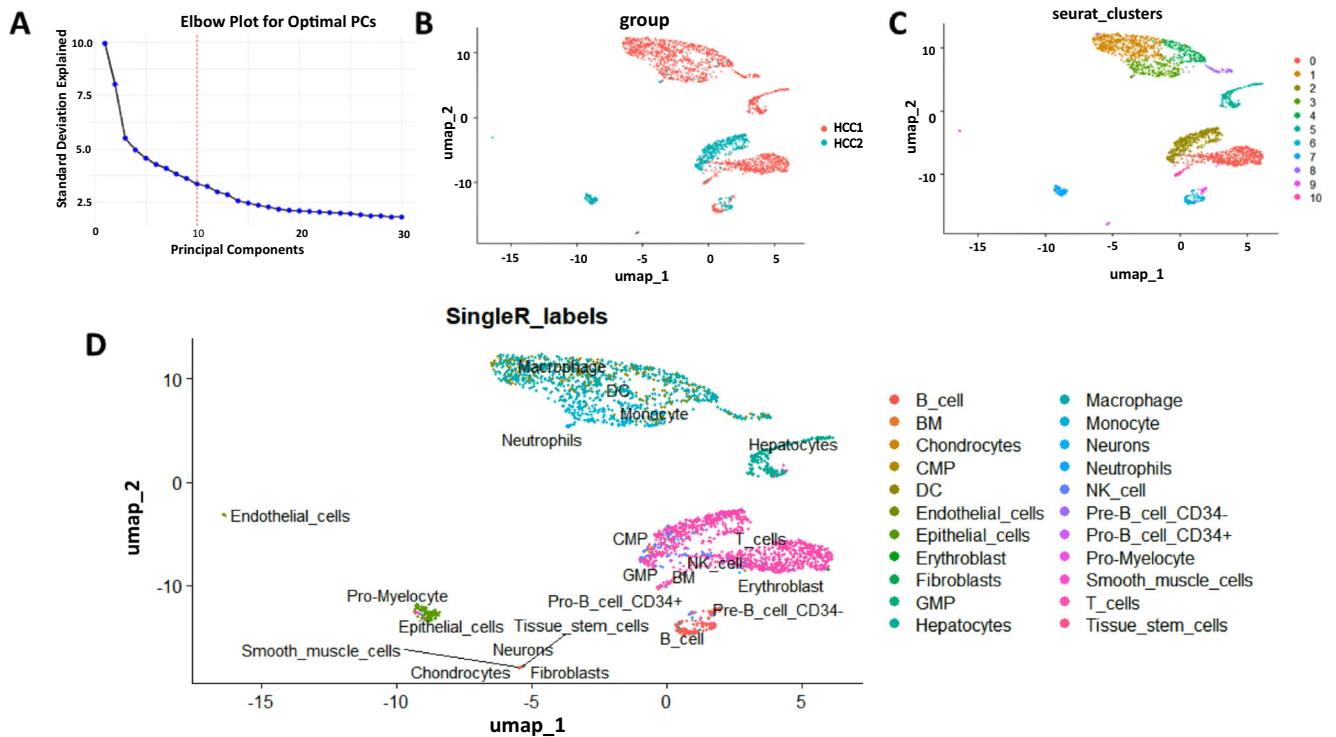 A
Elbow Plot for Optimal PCs
Standard Deviation Explained
10.0
7.5
5.0
2.5
0
10
20
30
Principal Components
B
group
umap_2
10
0
-10
-15
-10
-5
0
5
umap_1
HCC1
HCC2
C
seurat_clusters
umap_2
10
0
-10
-15
-10
-5
0
5
umap_1
0
1
2
3
4
5
6
7
8
9
10
D
SingleR_labels
umap_2
10
0
-10
-15
-10
-5
0
5
umap_1
Macrophage
DC
Monocyte
Neutrophils
Hepatocytes
Endothelial_cells
CMP
T_cells
NK_cell
GMP
BM
Erythroblast
Pro-Myelocyte
Pro-B_cell_CD34+
Pre-B_cell_CD34-
Epithelial_cells
Tissue_stem_cells
B_cell
Smooth_muscle_cells
Neurons
Chondrocytes
Fibroblasts
B_cell
BM
Chondrocytes
CMP
DC
Endothelial_cells
Epithelial_cells
Erythroblast
Fibroblasts
GMP
Hepatocytes
Macrophage
Monocyte
Neurons
Neutrophils
NK_cell
Pre-B_cell_CD34-
Pro-B_cell_CD34+
Pro-Myelocyte
Smooth_muscle_cells
T_cells
Tissue_stem_cells